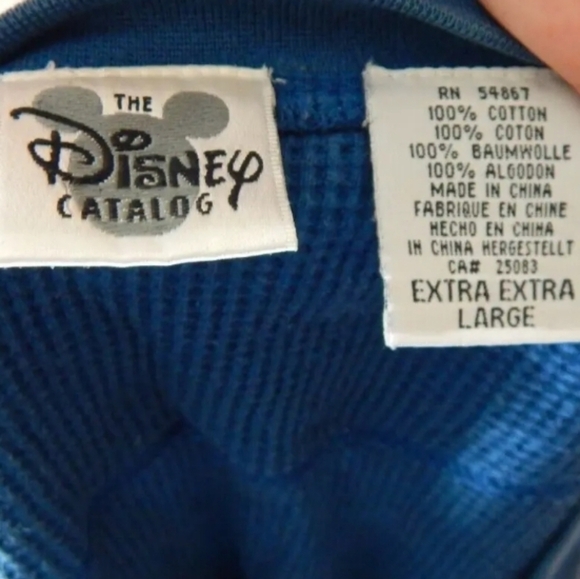 THE
Disney
CATALOG
RN 54867
100% COTTON
100% COTON
100% BAUMWOLLE
100% ALGODON
MADE IN CHINA
FABRIQUE EN CHINE
HECHO EN CHINA
IN CHINA HERGESTELLT
CA# 25083
EXTRA EXTRA
LARGE